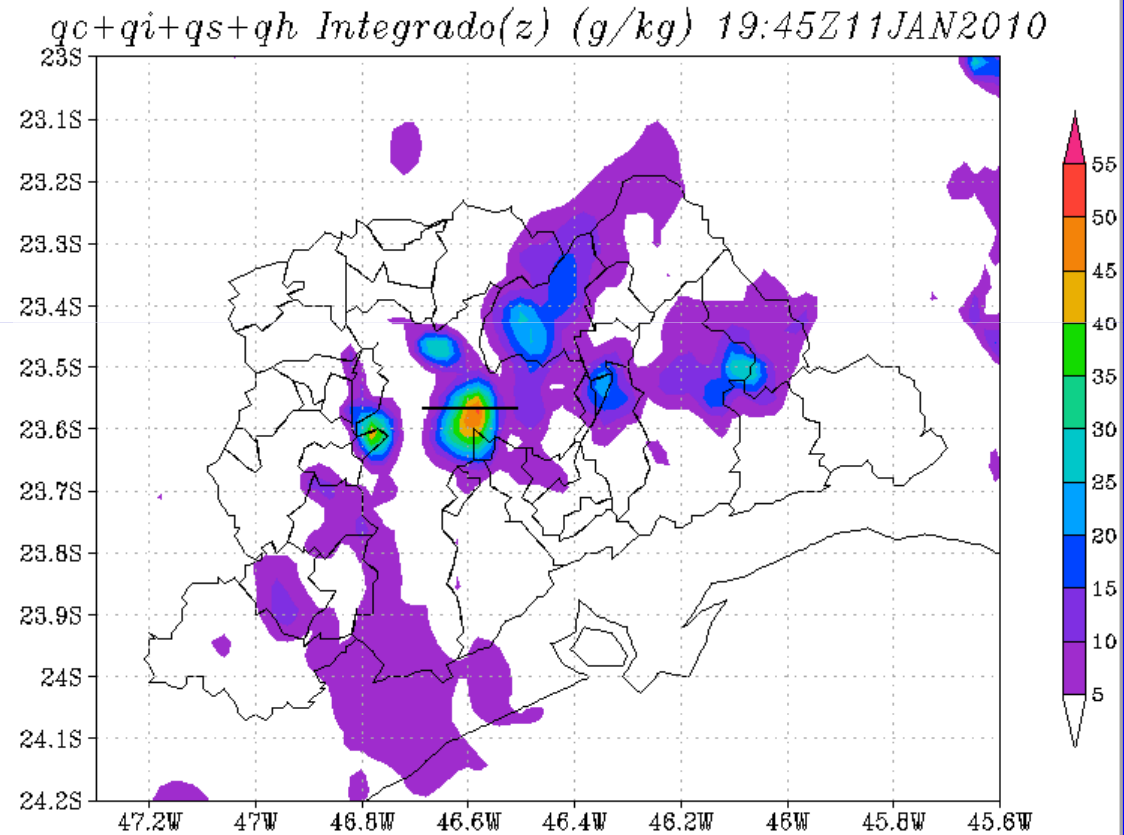 qc+qi+qs+qh Integrado(z) (g/kg) 19:45Z11JAN2010
23S
23.1S
23.2S
23.3S
23.4S
23.5S
23.6S
23.7S
23.8S
23.9S
24S
24.1S
24.2S
47.2W 47W 46.8W 46.6W 46.4W 46.2W 46W 45.8W 45.6W
55
50
45
40
35
30
25
20
15
10
5